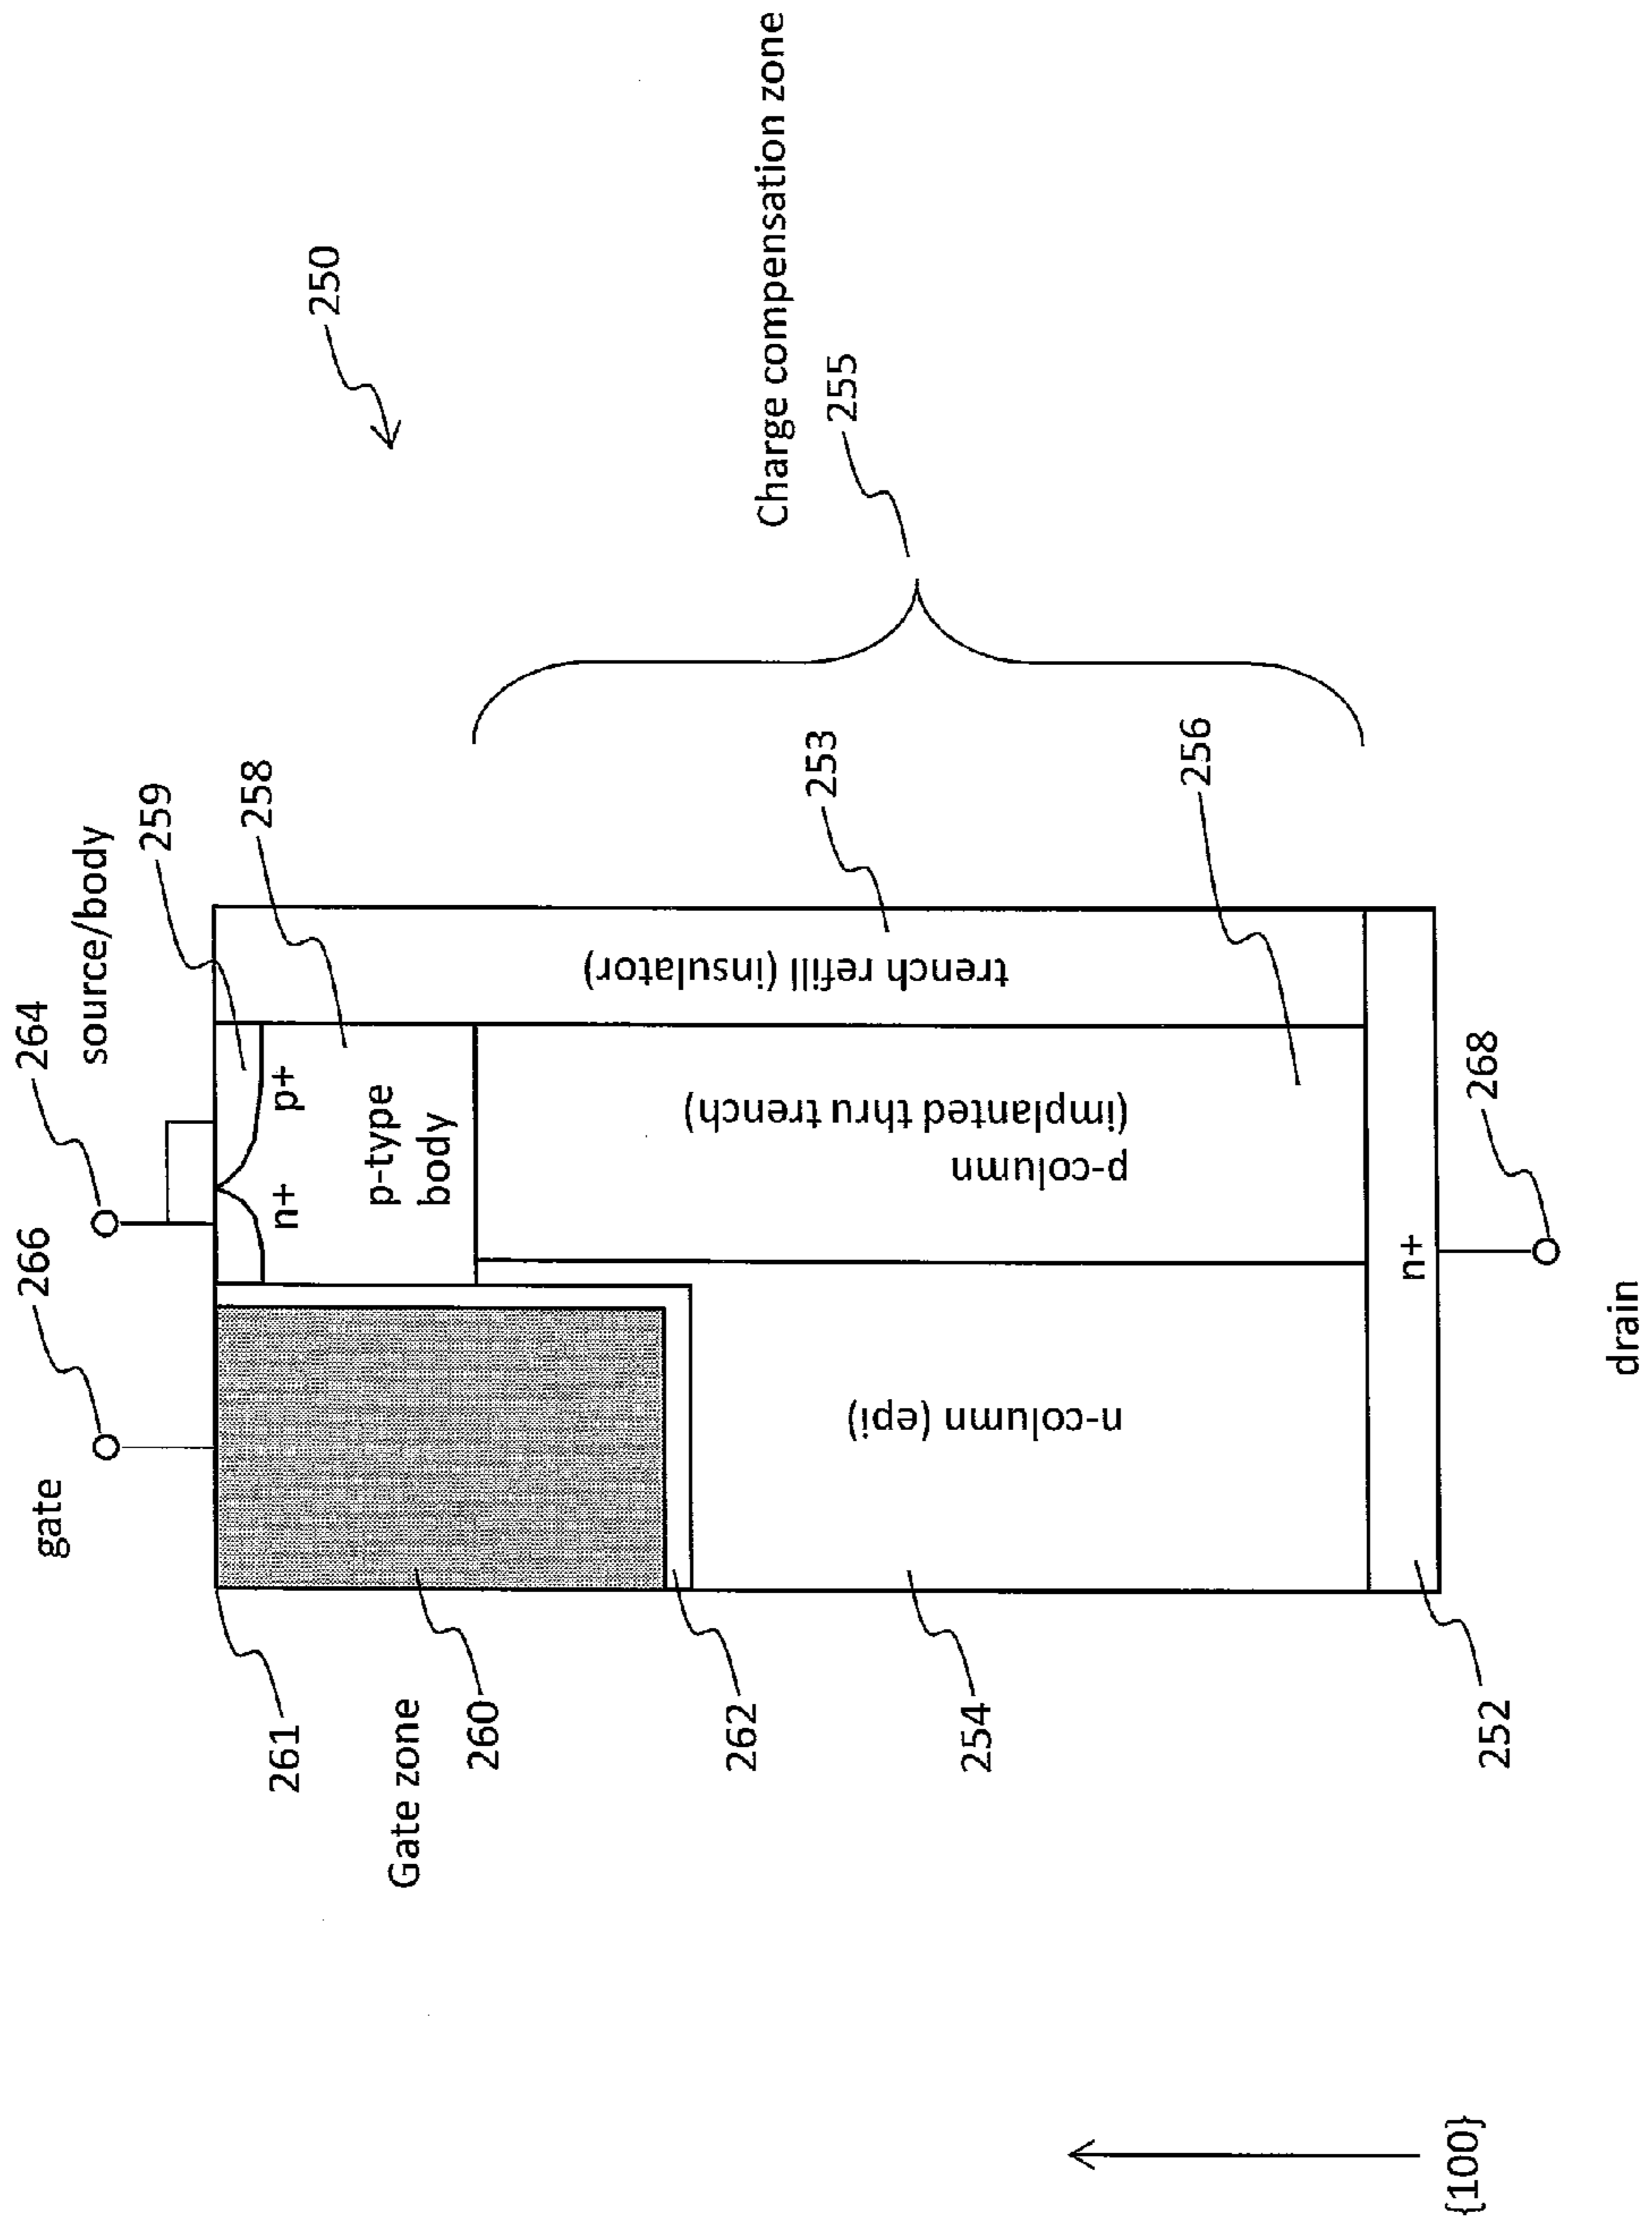 250
Charge compensation zone
255
source/body
264
259
258
253
256
gate
266
n+
p+
p-type
body
trench refill (insulator)
p-column
(implanted thru trench)
n-column (epi)
n+
268
drain
261
Gate zone
260
262
254
252
{100}